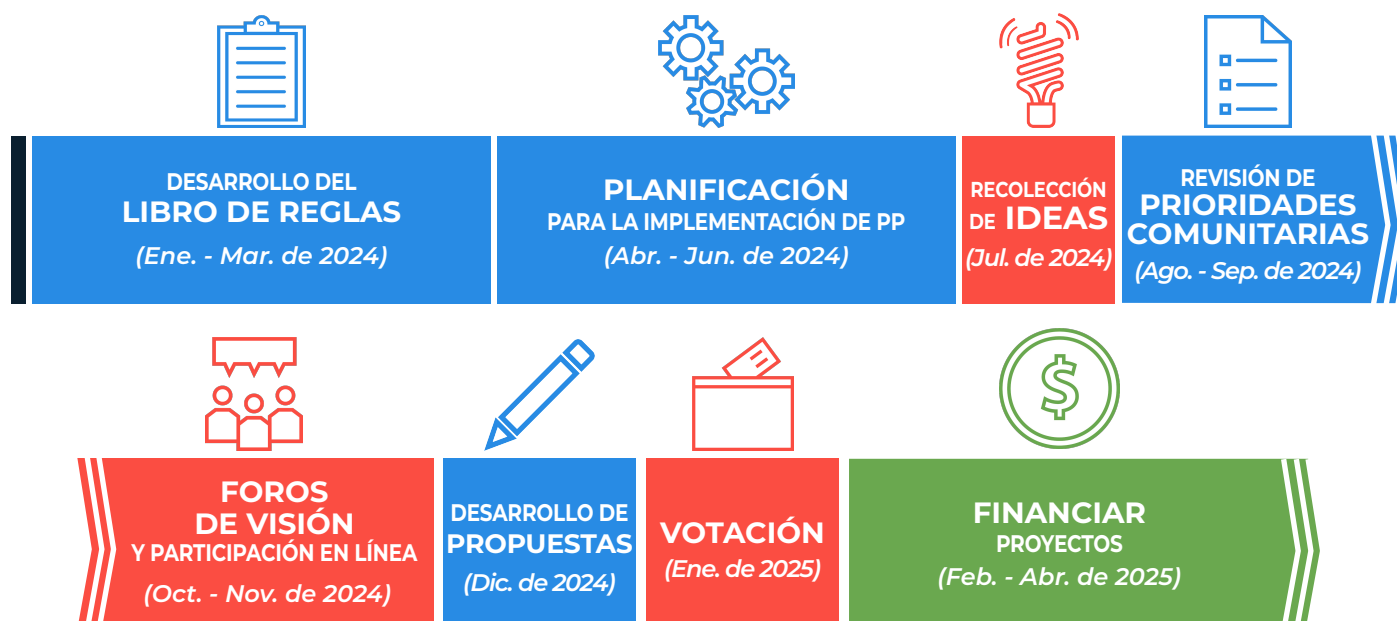 DESARROLLO DEL
LIBRO DE REGLAS
(Ene. - Mar. de 2024)
PLANIFICACIÓN
PARA LA IMPLEMENTACIÓN DE PP
(Abr. - Jun. de 2024)
RECOLECCIÓN
DE IDEAS
(Jul. de 2024)
REVISIÓN DE
PRIORIDADES
COMUNITARIAS
(Ago. - Sep. de 2024)
FOROS
DE VISIÓN
Y PARTICIPACIÓN EN LÍNEA
(Oct. - Nov. de 2024)
DESARROLLO DE
PROPUESTAS
(Dic. de 2024)
VOTACIÓN
(Ene. de 2025)
$
FINANCIAR
PROYECTOS
(Feb. - Abr. de 2025)